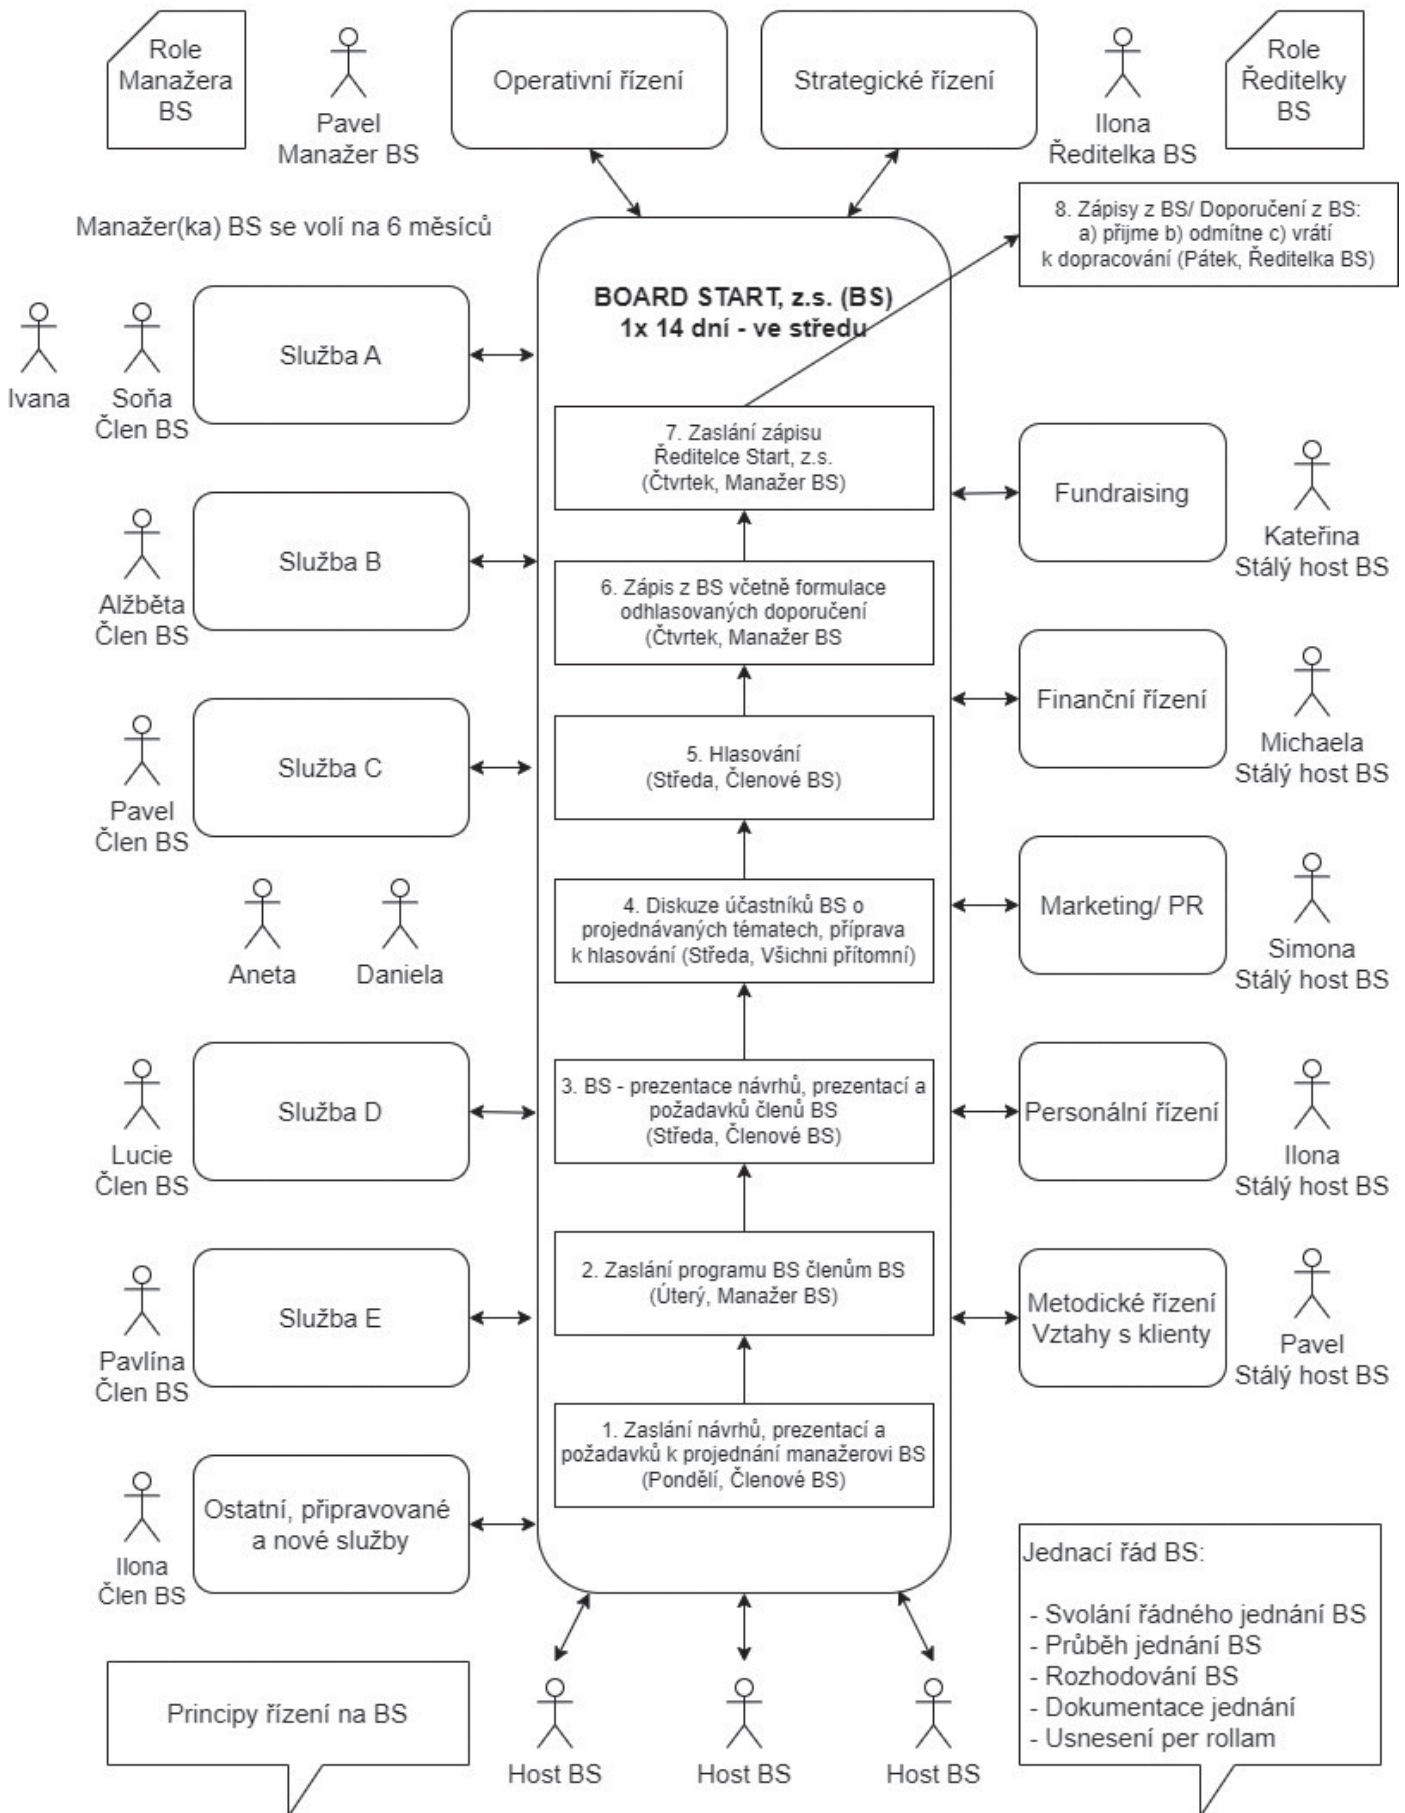 Role
Manažera
BS
Pavel
Manažer BS
Operativní řízení
Strategické řízení
Ilona
Ředitelka BS
Role
Ředitelky
BS
Manažer(ka) BS se volí na 6 měsíců
8. Zápisy z BS/ Doporučení z BS:
a) přijme b) odmítne c) vrátí
k dopracování (Pátek, Ředitelka BS)
BOARD START, z.s. (BS)
1x 14 dní - ve středu
Ivana
Soňa
Člen BS
Služba A
7. Zaslání zápisu
Ředitelce Start, z.s.
(Čtvrtek, Manažer BS)
Fundraising
Kateřina
Stálý host BS
Alžběta
Člen BS
Služba B
6. Zápis z BS včetně formulace
odhlasovaných doporučení
(Čtvrtek, Manažer BS
Finanční řízení
Michaela
Stálý host BS
Pavel
Člen BS
Služba C
5. Hlasování
(Středa, Členové BS)
Marketing/ PR
Simona
Stálý host BS
Aneta
Daniela
4. Diskuze účastníků BS o
projednávaných tématech, příprava
k hlasování (Středa, Všichni přítomní)
Lucie
Člen BS
Služba D
3. BS - prezentace návrhů, prezentací a
požadavků členů BS
(Středa, Členové BS)
Personální řízení
Ilona
Stálý host BS
Pavlína
Člen BS
Služba E
2. Zaslání programu BS členům BS
(Úterý, Manažer BS)
Metodické řízení
Vztahy s klienty
Pavel
Stálý host BS
1. Zaslání návrhů, prezentací a
požadavků k projednání manažerovi BS
(Pondělí, Členové BS)
Ilona
Člen BS
Ostatní, připravované
a nové služby
Jednací řád BS:
- Svolání řádného jednání BS
- Průběh jednání BS
- Rozhodování BS
- Dokumentace jednání
- Usnesení per rollam
Principy řízení na BS
Host BS
Host BS
Host BS